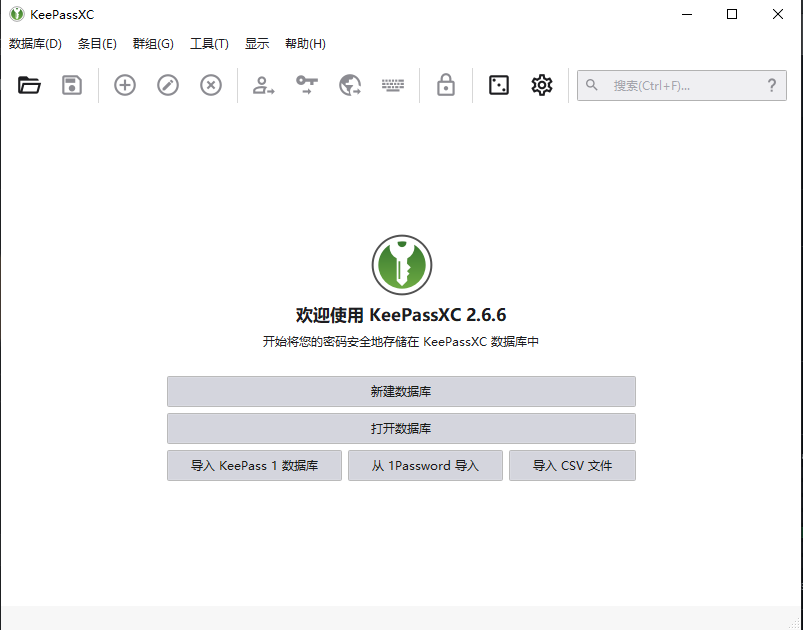 KeePassXC
数据库(D) 条目(E) 群组(G) 工具(T) 显示 帮助(H)
搜索(Ctrl+F)... ?
欢迎使用 KeePassXC 2.6.6
开始将您的密码安全地存储在 KeePassXC 数据库中
新建数据库
打开数据库
导入 KeePass 1 数据库 从 1Password 导入 导入 CSV 文件